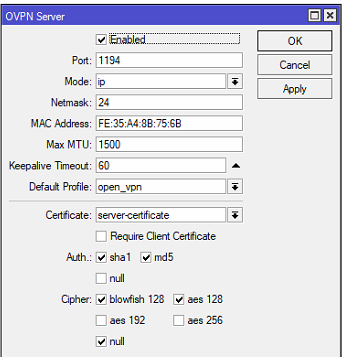 OVPN Server
Enabled
OK
Port: 1194
Cancel
Mode: ip
Apply
Netmask: 24
MAC Address: FE:35:A4:8B:75:6B
Max MTU: 1500
Keepalive Timeout: 60
Default Profile: open_vpn
Certificate: server-certificate
Require Client Certificate
Auth.: sha1 md5
null
Cipher: blowfish 128 aes 128
aes 192 aes 256
null